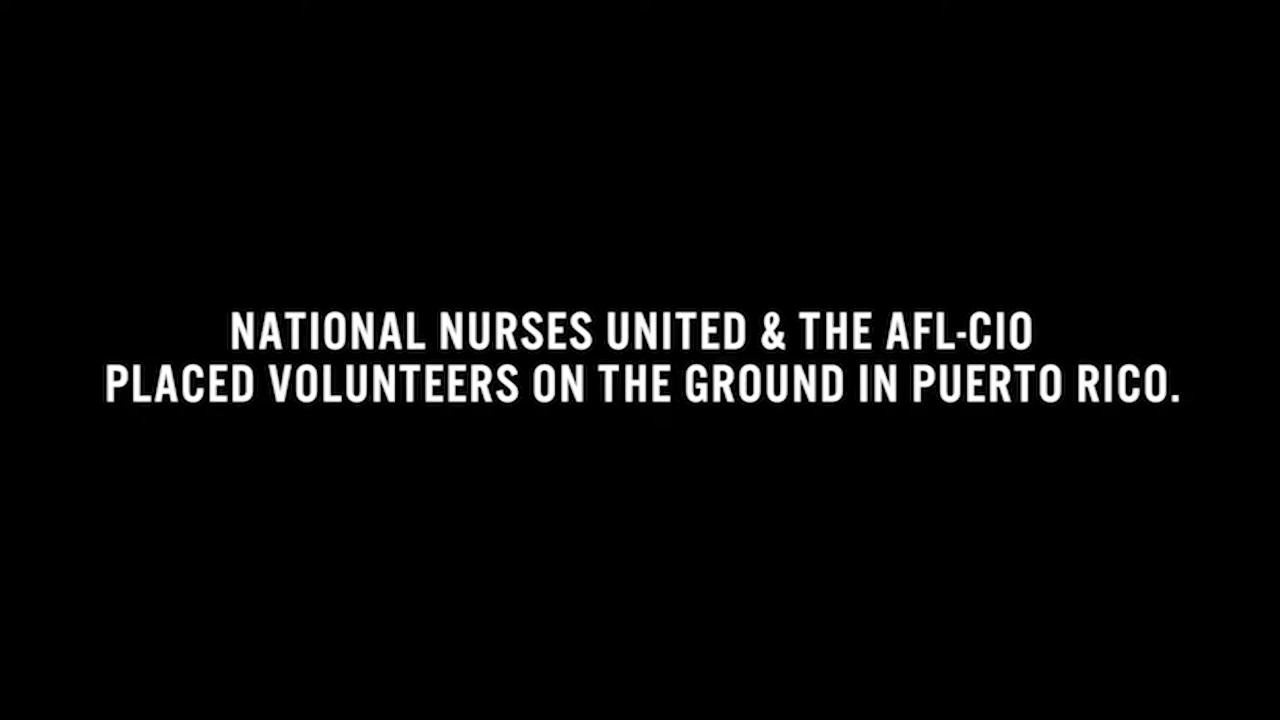 NATIONAL NURSES UNITED & THE AFL-CIO
PLACED VOLUNTEERS ON THE GROUND IN PUERTO RICO.